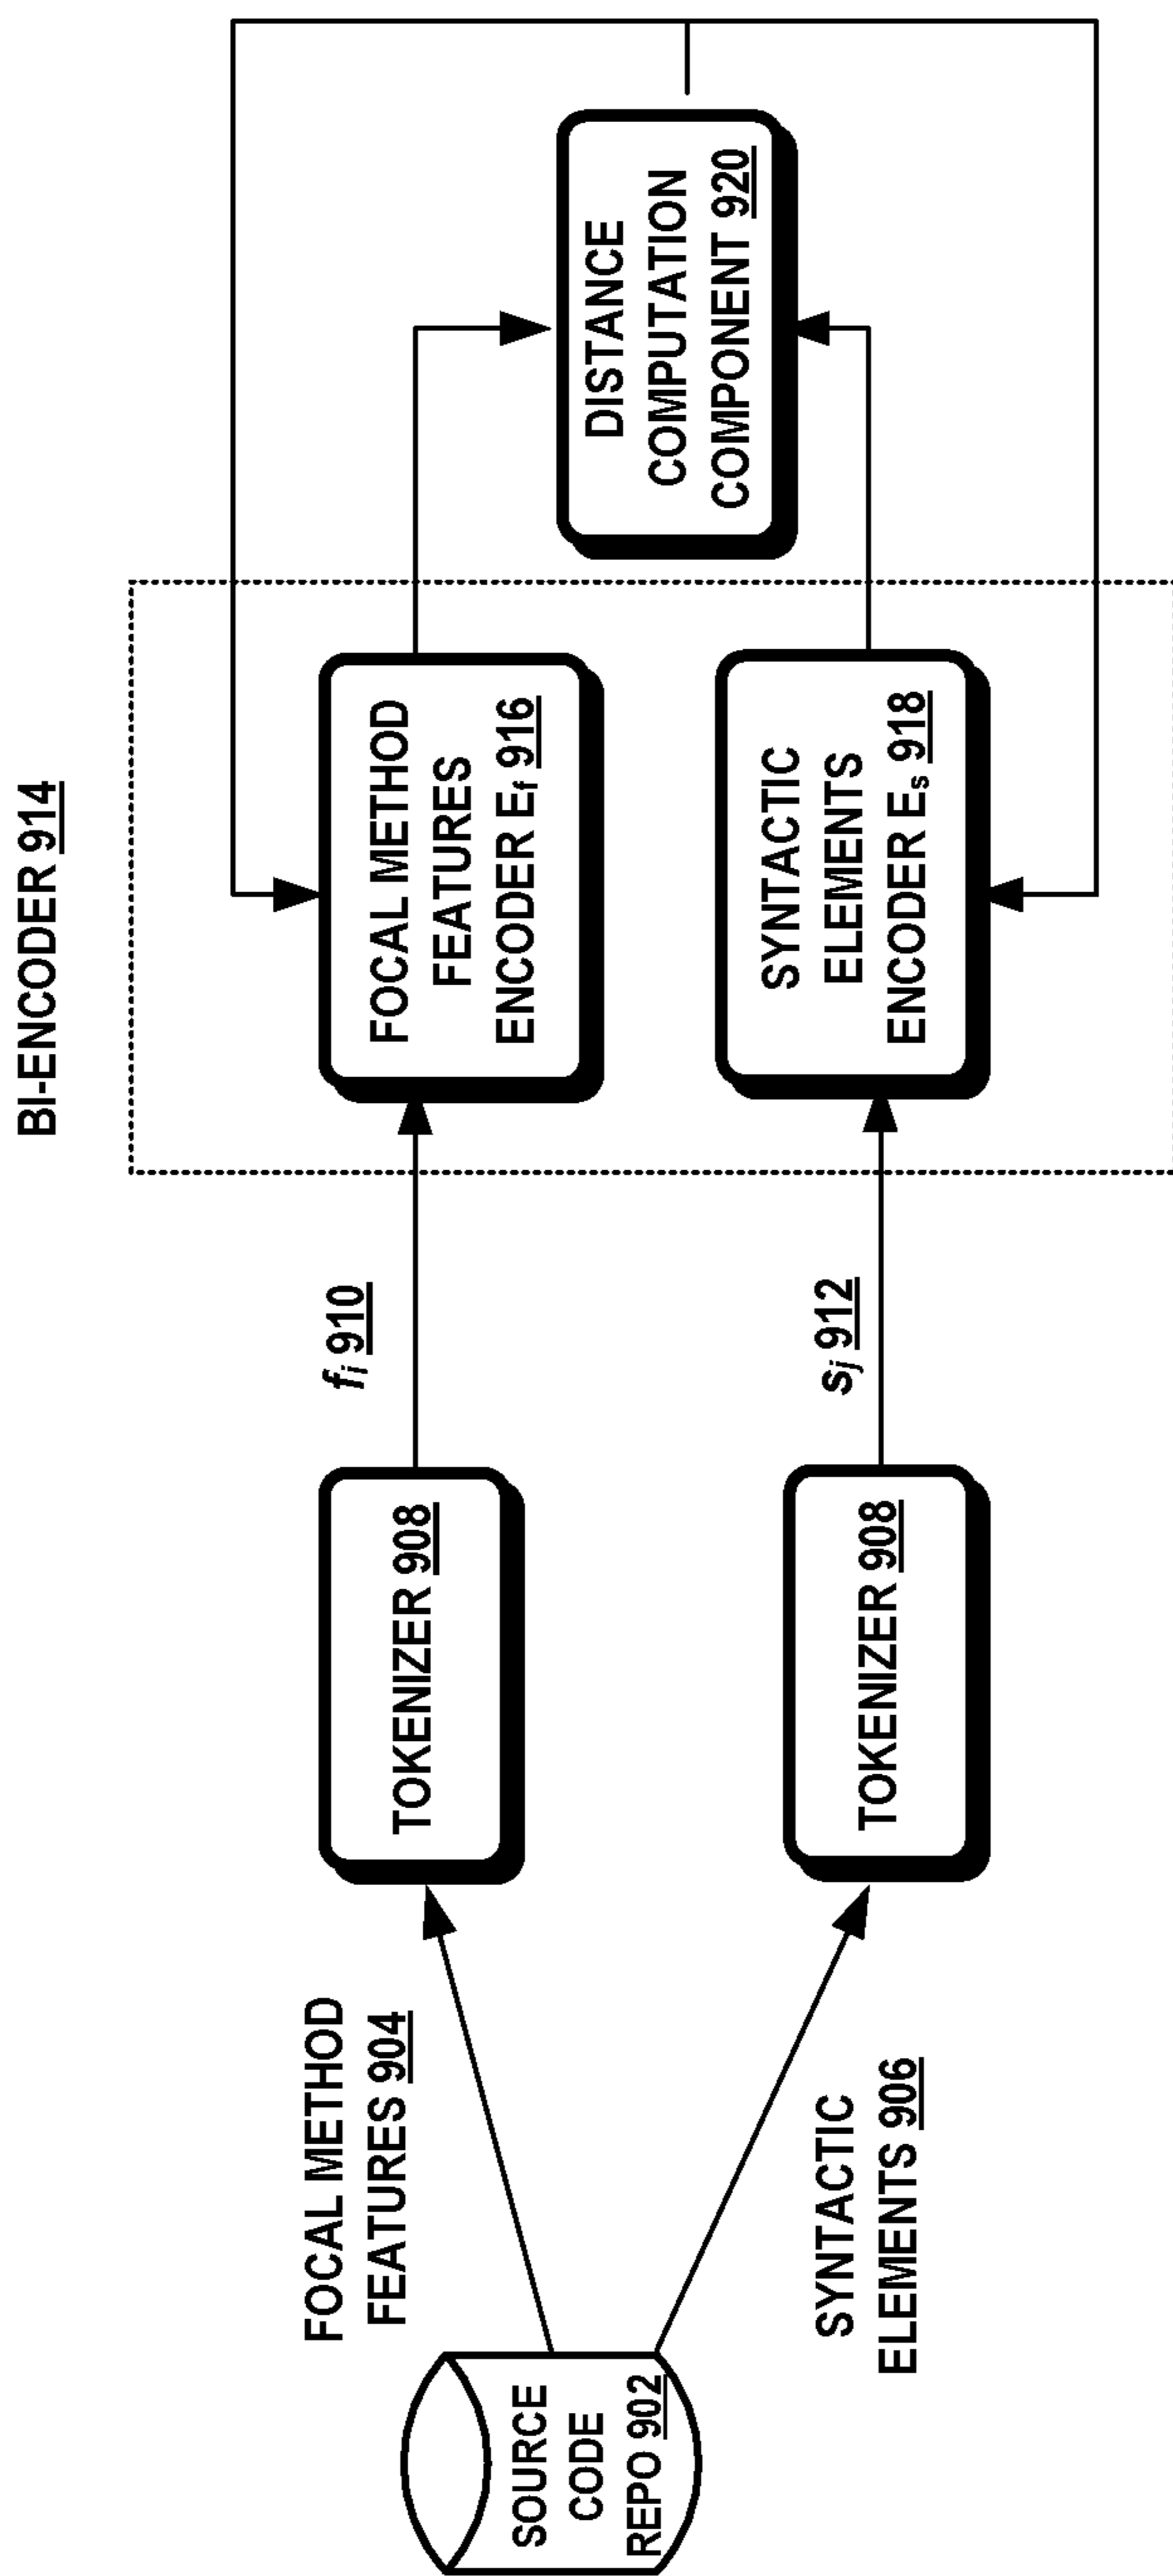 BI-ENCODER 914
SOURCE
CODE
REPO 902
FOCAL METHOD
FEATURES 904
TOKENIZER 908
fi 910
FOCAL METHOD
FEATURES
ENCODER Ef 916
DISTANCE
COMPUTATION
COMPONENT 920
SYNTACTIC
ELEMENTS 906
TOKENIZER 908
sj 912
SYNTACTIC
ELEMENTS
ENCODER Es 918